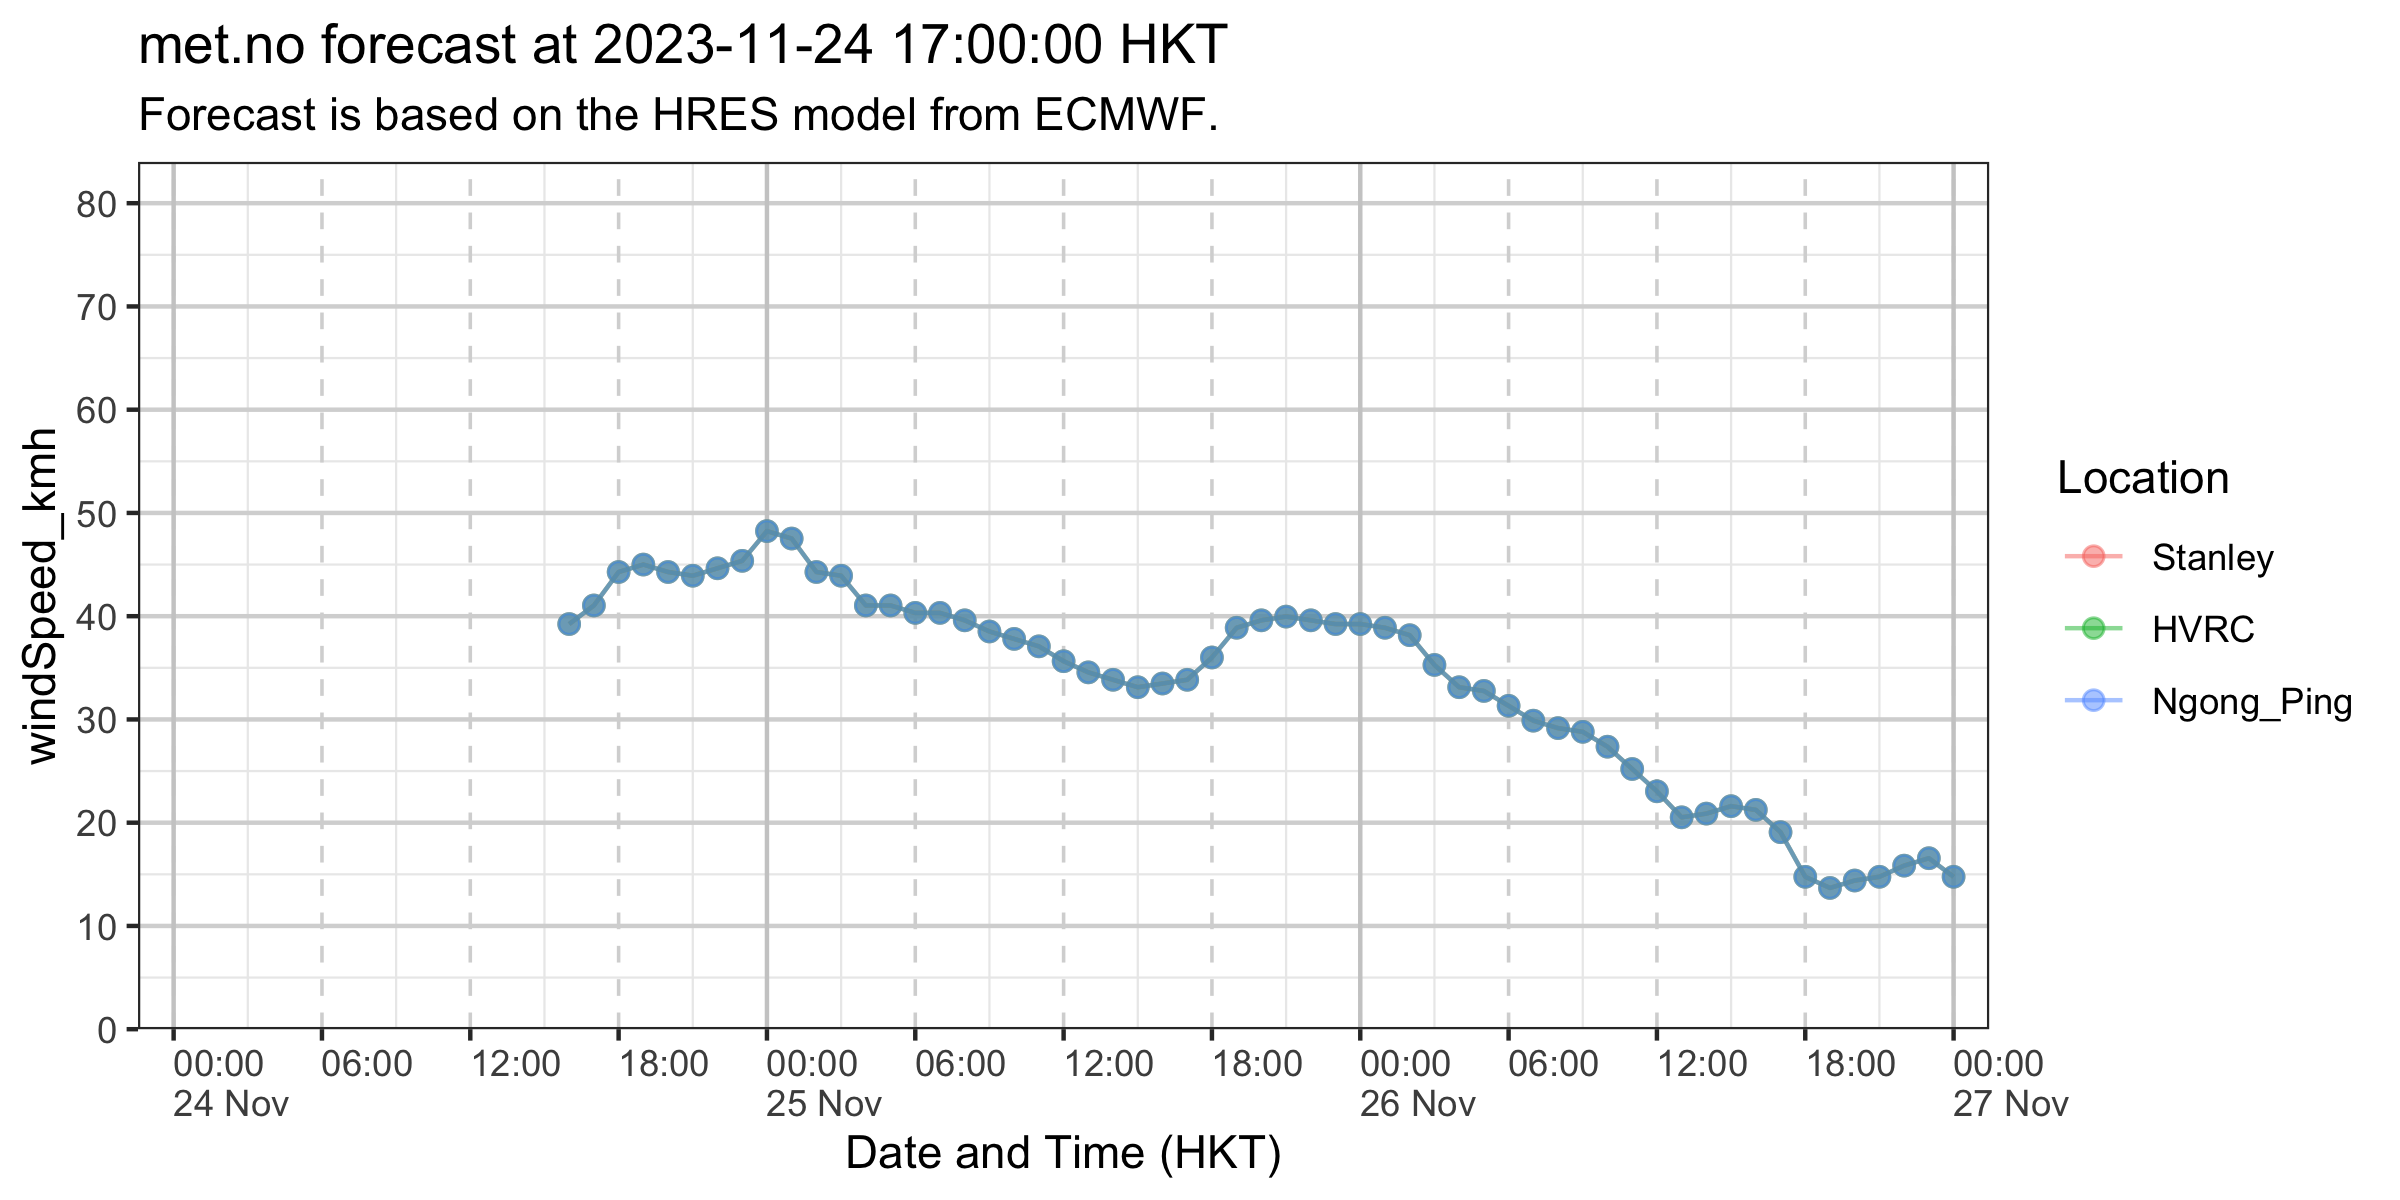 met.no forecast at 2023-11-24 17:00:00 HKT
Forecast is based on the HRES model from ECMWF.
windSpeed_kmh
80
70
60
50
40
30
20
10
0
00:00 06:00 12:00 18:00 00:00 06:00 12:00 18:00 00:00 06:00 12:00 18:00 00:00
24 Nov 25 Nov 26 Nov 27 Nov
Date and Time (HKT)
Location
Stanley
HVRC
Ngong_Ping